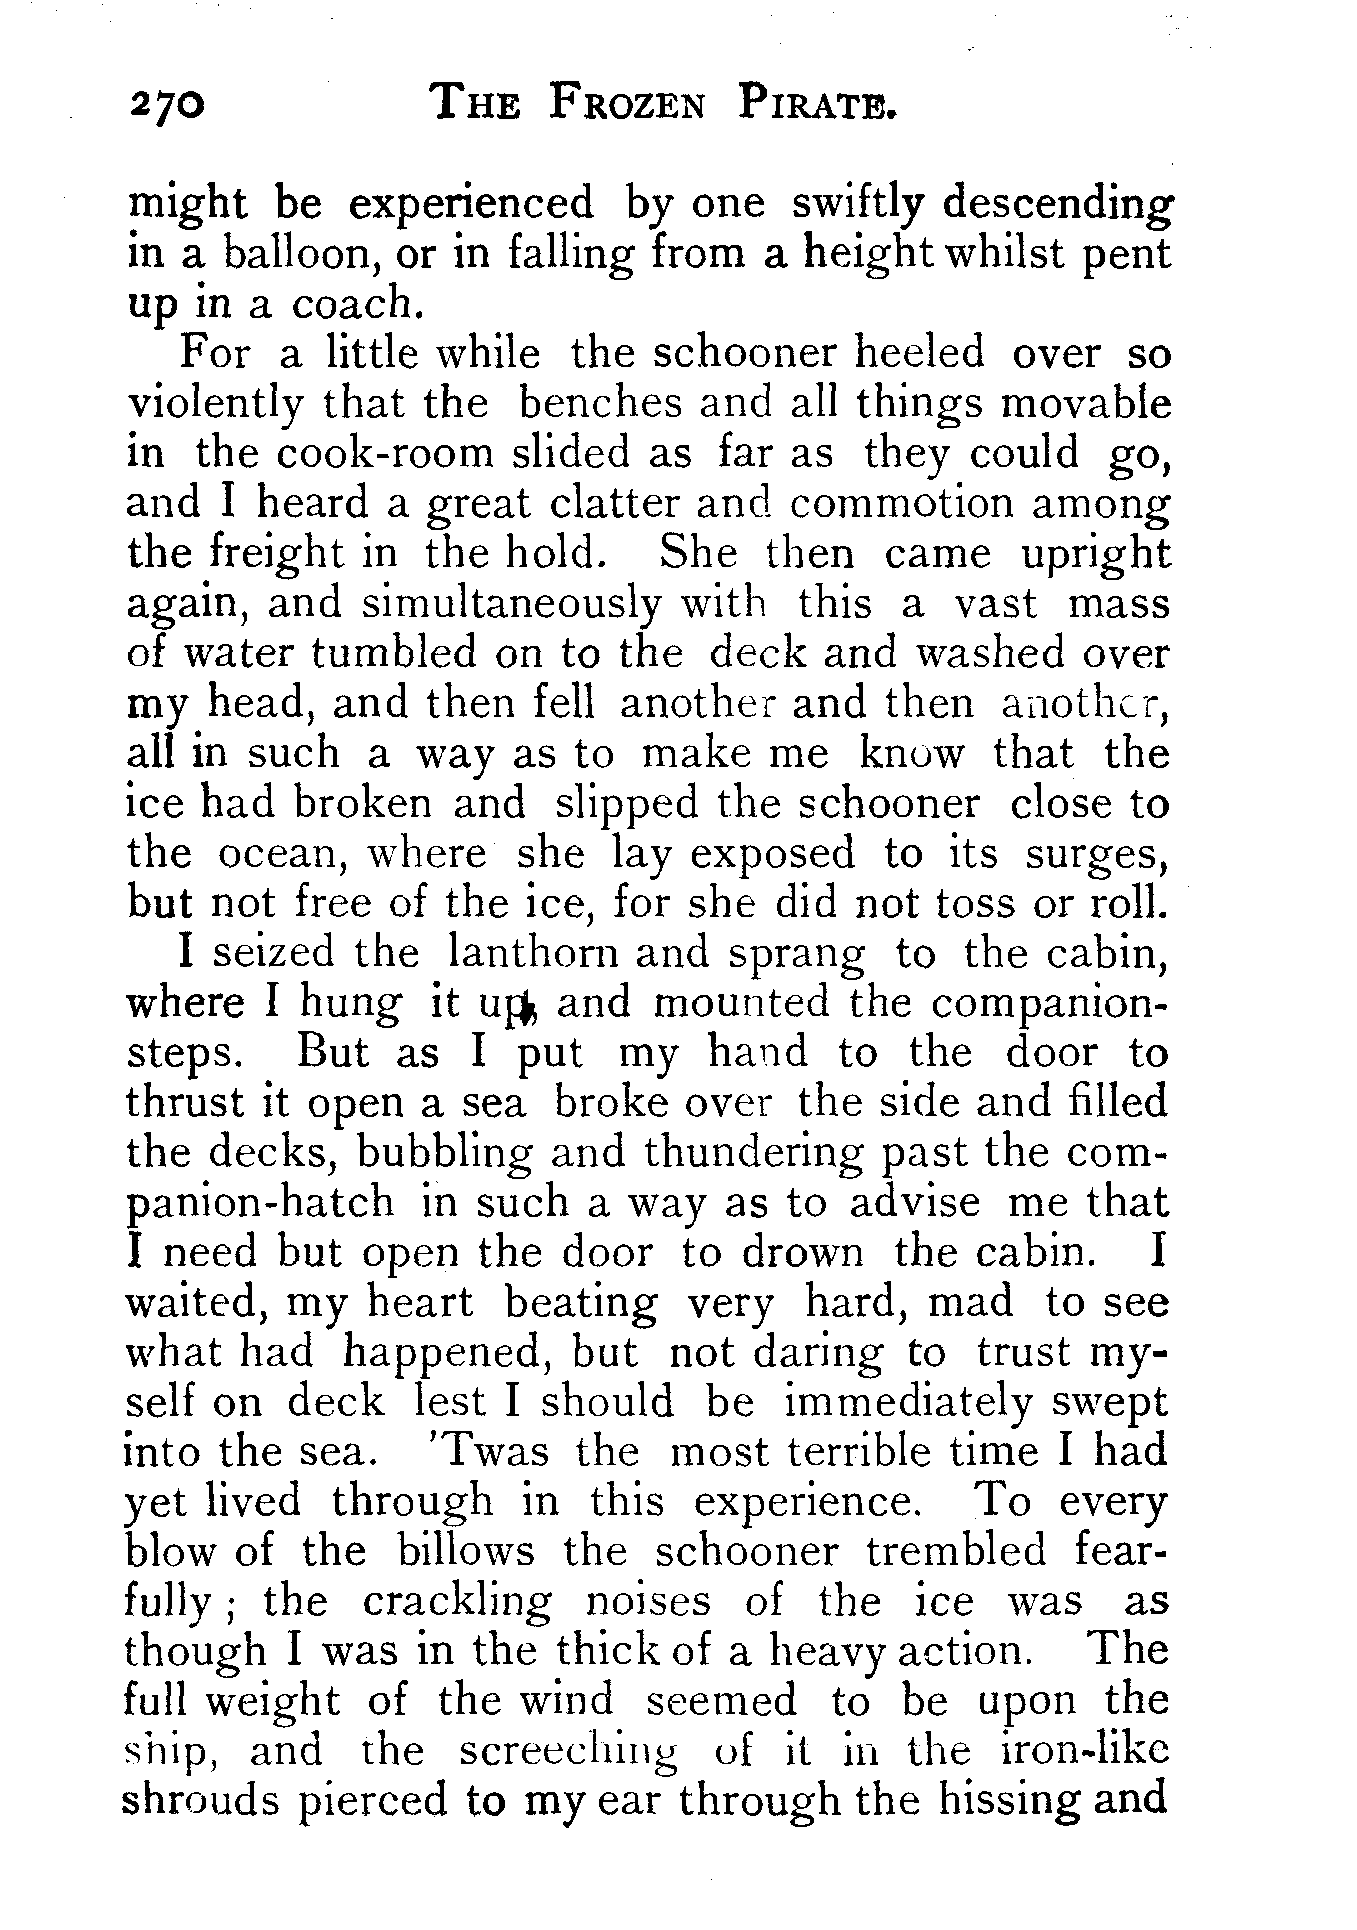 270 THE FROZEN PIRATE.
might be experienced by one swiftly descending
in a balloon, or in falling from a height whilst pent
up in a coach.
For a little while the schooner heeled over so
violently that the benches and all things movable
in the cook-room slided as far as they could go,
and I heard a great clatter and commotion among
the freight in the hold. She then came upright
again, and simultaneously with this a vast mass
of water tumbled on to the deck and washed over
my head, and then fell another and then another,
all in such a way as to make me know that the
ice had broken and slipped the schooner close to
the ocean, where she lay exposed to its surges,
but not free of the ice, for she did not toss or roll.
I seized the lanthorn and sprang to the cabin,
where I hung it up, and mounted the companion-
steps. But as I put my hand to the door to
thrust it open a sea broke over the side and filled
the decks, bubbling and thundering past the com-
panion-hatch in such a way as to advise me that
I need but open the door to drown the cabin. I
waited, my heart beating very hard, mad to see
what had happened, but not daring to trust my-
self on deck lest I should be immediately swept
into the sea. 'Twas the most terrible time I had
yet lived through in this experience. To every
blow of the billows the schooner trembled fear-
fully; the crackling noises of the ice was as
though I was in the thick of a heavy action. The
full weight of the wind seemed to be upon the
ship, and the screeching of it in the iron-like
shrouds pierced to my ear through the hissing and